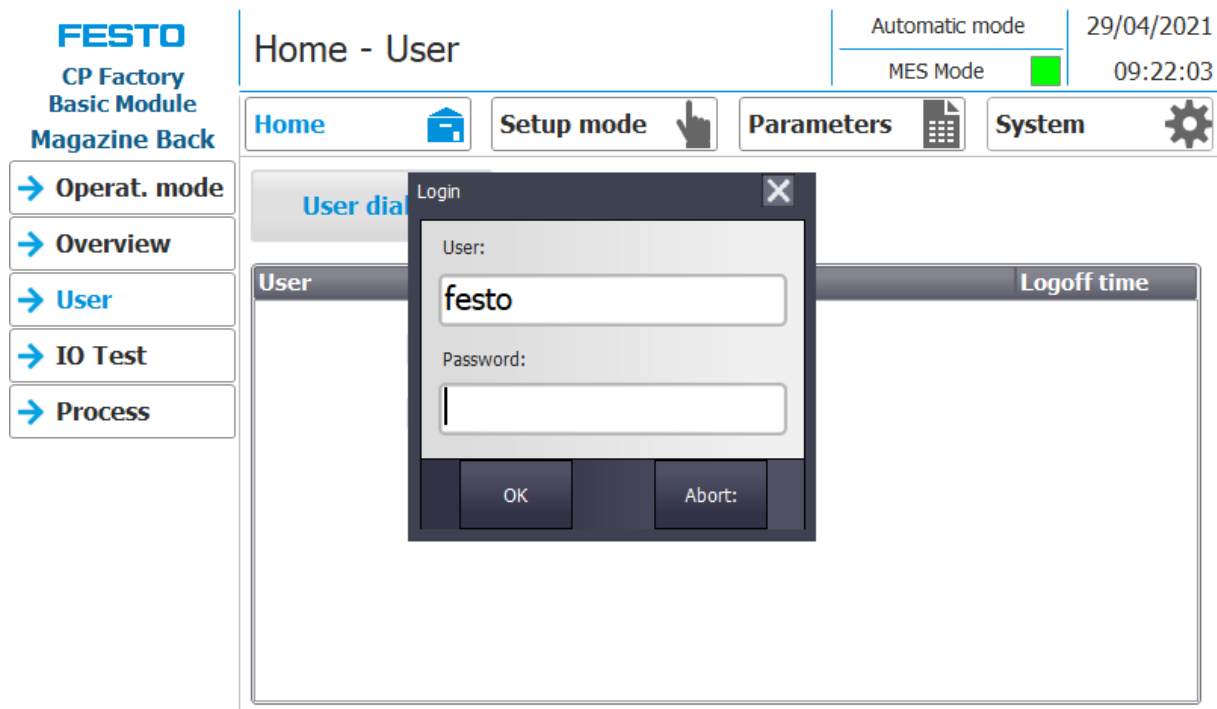 FESTO
CP Factory
Basic Module
Magazine Back
Home - User
Automatic mode
MES Mode
29/04/2021
09:22:03
Home
Setup mode
Parameters
System
Operat. mode
Overview
User
IO Test
Process
User dial
User
Logoff time
Login
User:
festo
Password:
OK
Abort: